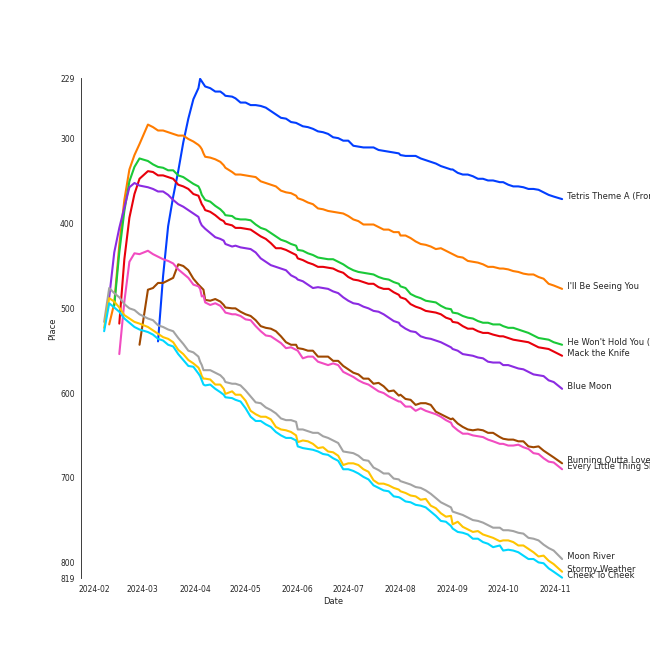 229
300
400
500
600
700
800
819
Place
2024-02 2024-03 2024-04 2024-05 2024-06 2024-07 2024-08 2024-09 2024-10 2024-11
Date
Tetris Theme A (From
I'll Be Seeing You
He Won't Hold You (
Mack the Knife
Blue Moon
Running Outta Love
Every Little Thing S
Moon River
Stormy Weather
Cheek To Cheek